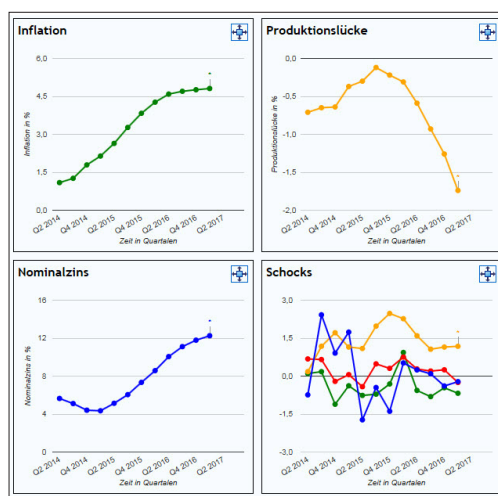 Inflation
6,0
4,5
3,0
1,5
0,0
Inflation in %
Q2 2014
Q4 2014
Q2 2015
Q4 2015
Q2 2016
Q4 2016
Q2 2017
Zeit in Quartalen
Produktionslücke
0,0
-0,5
-1,0
-1,5
-2,0
Produktionslücke in %
Q2 2014
Q4 2014
Q2 2015
Q4 2015
Q2 2016
Q4 2016
Q2 2017
Zeit in Quartalen
Nominalzins
16
12
8
4
0
Nominalzins in %
Q2 2014
Q4 2014
Q2 2015
Q4 2015
Q2 2016
Q4 2016
Q2 2017
Zeit in Quartalen
Schocks
3,0
1,5
0,0
-1,5
-3,0
Q2 2014
Q4 2014
Q2 2015
Q4 2015
Q2 2016
Q4 2016
Q2 2017
Zeit in Quartalen